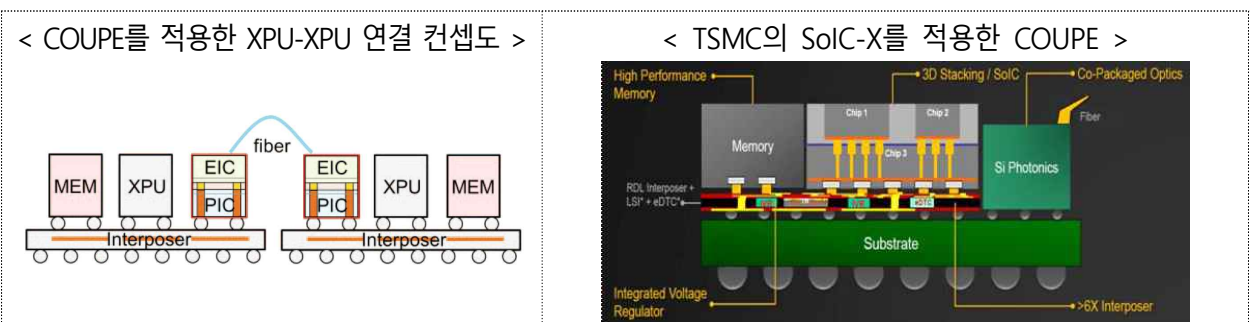 < COUPE를 적용한 XPU-XPU 연결 컨셉도 >
fiber
MEM
XPU
EIC
PIC
EIC
PIC
XPU
MEM
Interposer
Interposer
< TSMC의 SoIC-X를 적용한 COUPE >
High Performance
Memory
3D Stacking / SoIC
Co-Packaged Optics
Chip 1
Chip 2
Fiber
Memory
Chip 3
Si Photonics
RDL Interposer +
LSI* + eDTC*
eDTC
Substrate
Integrated Voltage
Regulator
>6X Interposer